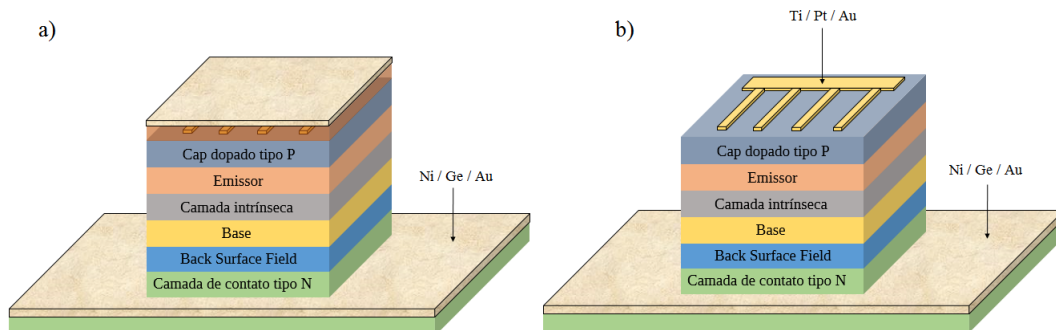 a)
Cap dopado tipo P
Emissor
Camada intrínseca
Base
Back Surface Field
Camada de contato tipo N
Ni / Ge / Au
b)
Ti / Pt / Au
Cap dopado tipo P
Emissor
Camada intrínseca
Base
Back Surface Field
Camada de contato tipo N
Ni / Ge / Au